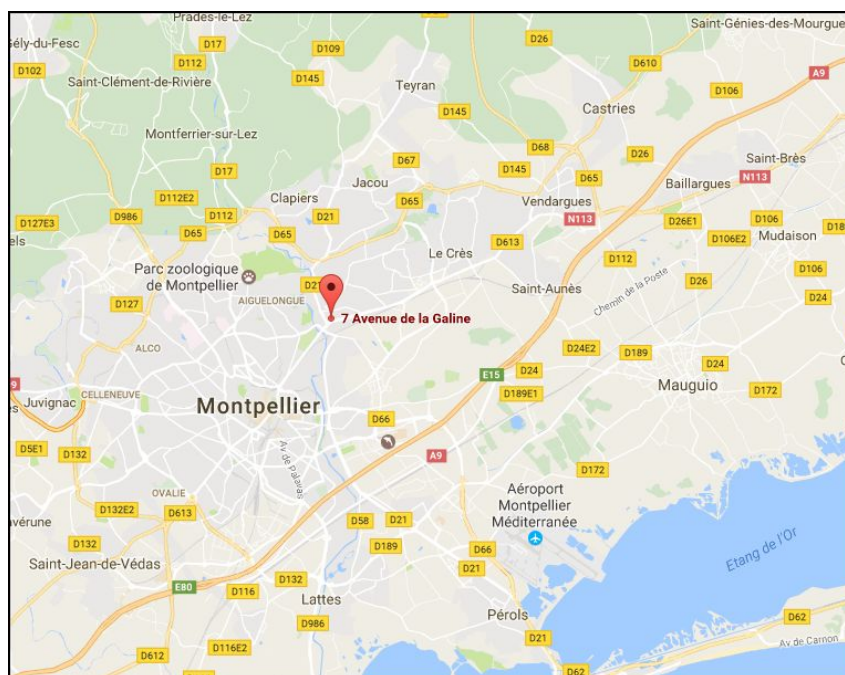 Prades-le-Lez
D26
Saint-Génies-des-Mourgue
Gély-du-Fesc
D17
D109
D26
D610
D102
D112
D145
A9
Saint-Clément-de-Rivière
Teyran
D106
Castries
D145
Montferrier-sur-Lez
D68
D26
Saint-Brès
D17
D67
D145
D65
Baillargues
N113
Jacou
D112E2
Clapiers
D65
Vendargues
D127E3
D986
D112
D21
N113
D26E1
D106
D65
D65
D613
D106E2
Mudaison
Le Crès
D112
Parc zoologique
de Montpellier
D26
D106
D127
AIGUELONGUE
Saint-Aunès
Chemin de la Poste
D24
7 Avenue de la Galine
ALCO
D24E2
D189
D24
E15
D24
Mauguio
D172
CELLENEUVE
D189E1
Juvignac
Montpellier
D66
D5E1
D132
Av de Palavas
A9
D172
OVALIE
Aéroport
Montpellier
Méditerranée
D132E2
D613
D58
D21
D132
D189
D66
Etang de l'Or
Saint-Jean-de-Védas
D21
E80
D116
D132
Lattes
Pérols
D986
D62
D612
D116E2
D21
Av de Carnon
D62